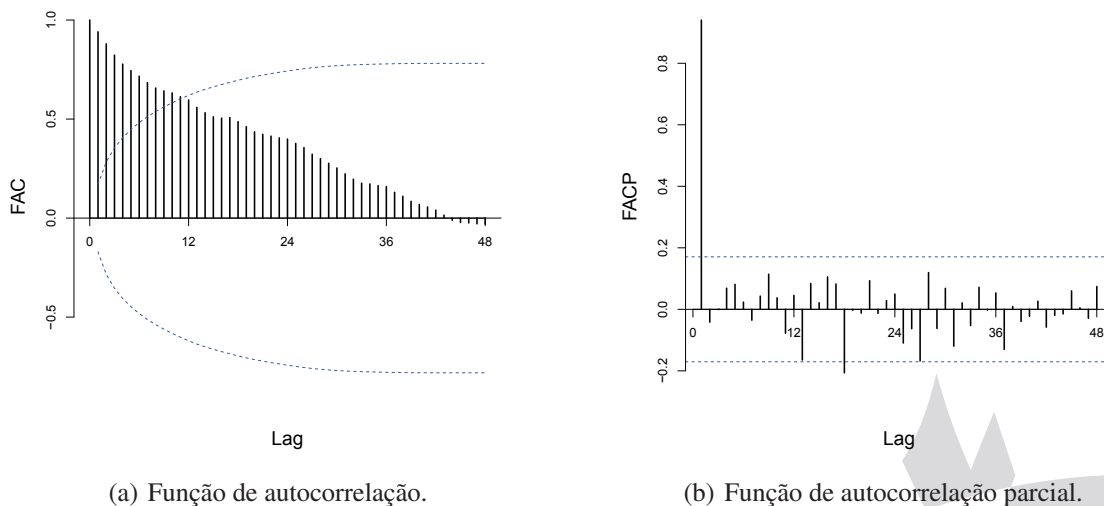 1.0
0.5
0.0
−0.5
FAC
0 12 24 36 48
Lag
(a) Função de autocorrelação.
0.8
0.6
0.4
0.2
0.0
−0.2
FACP
0 12 24 36 48
Lag
(b) Função de autocorrelação parcial.